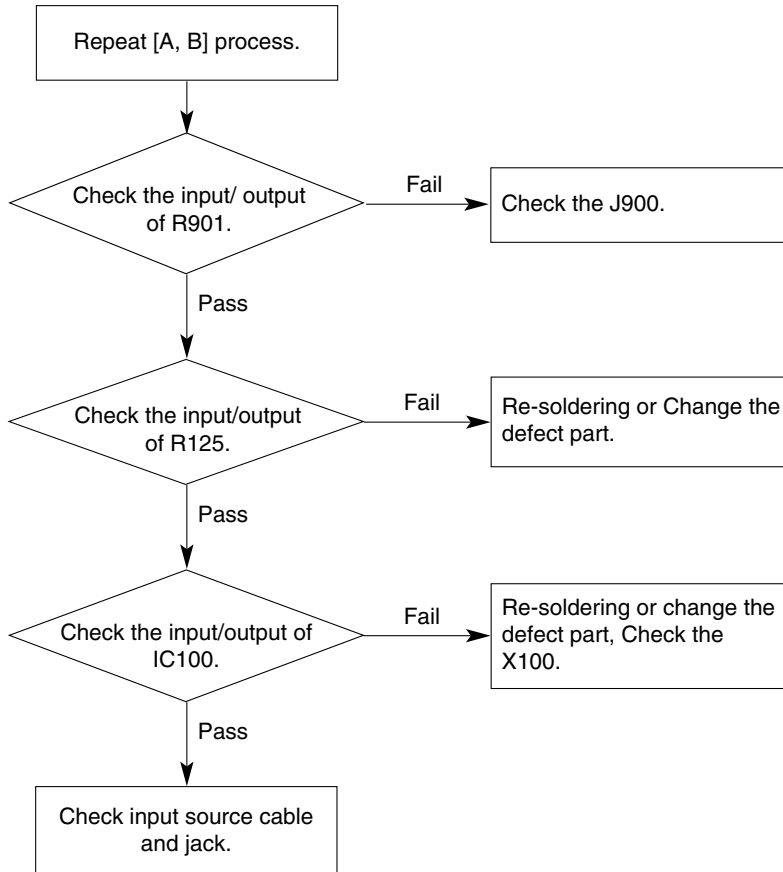 Repeat [A, B] process.
Check the input/ output
of R901.
Fail
Check the J900.
Pass
Check the input/output
of R125.
Fail
Re-soldering or Change the
defect part.
Pass
Check the input/output of
IC100.
Fail
Re-soldering or change the
defect part, Check the
X100.
Pass
Check input source cable
and jack.